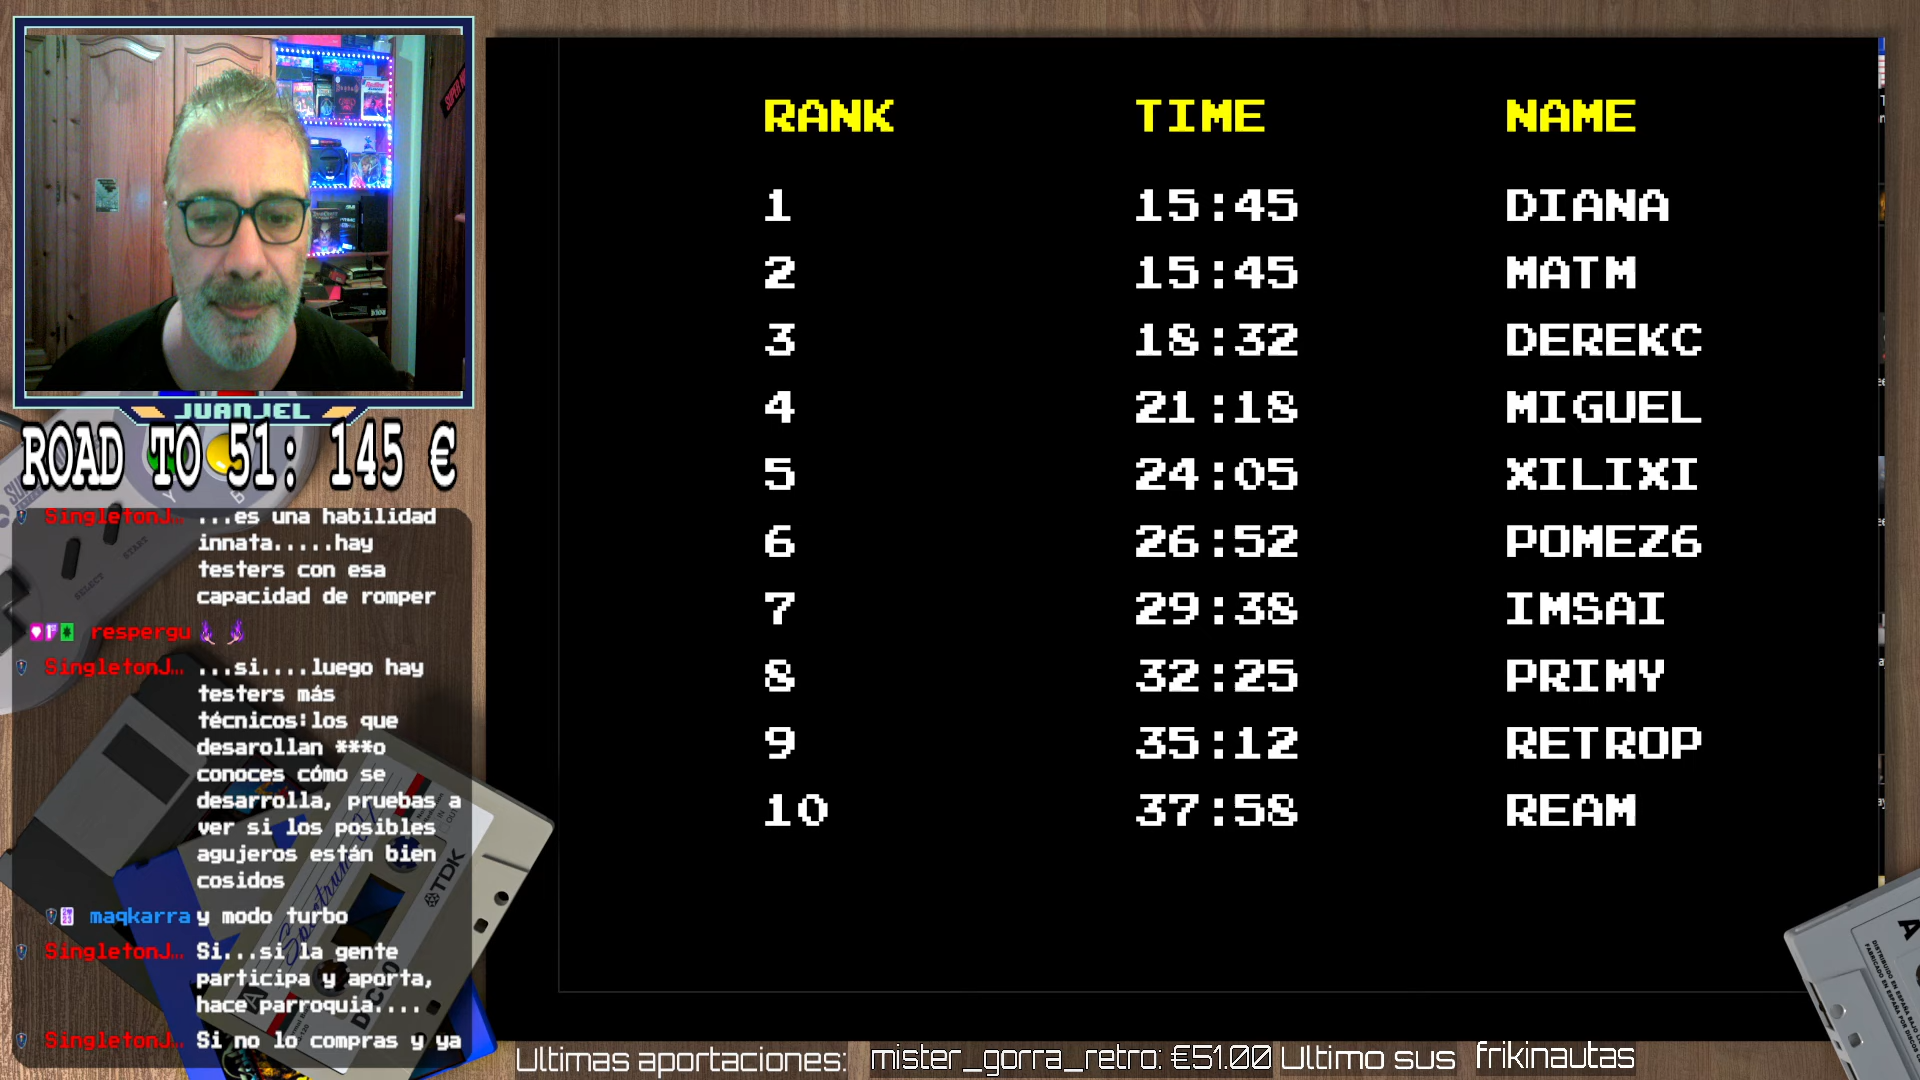 RANK TIME NAME
1 15:45 DIANA
2 15:45 MATM
3 18:32 DEREKC
4 21:18 MIGUEL
5 24:05 XILIXI
6 26:52 POMEZ6
7 29:38 IMSAI
8 32:25 PRIMY
9 35:12 RETROP
10 37:58 REAM
JUANJEL
ROAD TO 51: 145 €
SingletonJ... ...es una habilidad
innata.....hay
testers con esa
capacidad de romper
respergu
SingletonJ... ...si....luego hay
testers más
técnicos:los que
desarollan ***o
conoces cómo se
desarrolla, pruebas a
ver si los posibles
agujeros están bien
cosidos
maqkarra y modo turbo
SingletonJ... Si...si la gente
participa y aporta,
hace parroquia....
SingletonJ... Si no lo compras y ya
START
SELECT
TDK
Ultimas aportaciones: mister_gorra_retro: €51.00 Ultimo sus frikinautas